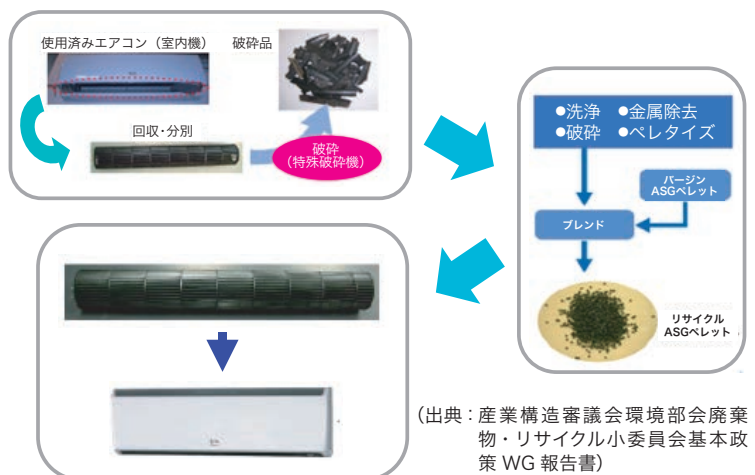 使用済みエアコン（室内機）
破砕品
回収・分別
破砕
（特殊破砕機）
●洗浄 ●金属除去
●破砕 ●ペレタイズ
バージン
ASGペレット
ブレンド
リサイクル
ASGペレット
（出典：産業構造審議会環境部会廃棄
物・リサイクル小委員会基本政
策 WG 報告書）